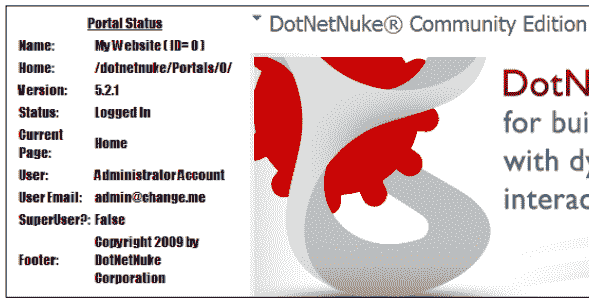 Portal Status
Name: My Website ( ID= 0 )
Home: /dotnetnuke/Portals/0/
Version: 5.2.1
Status: Logged In
Current
Page: Home
User: Administrator Account
User Email: admin@change.me
SuperUser?: False
Footer: Copyright 2009 by
DotNetNuke
Corporation
DotNetNuke® Community Edition
DotN
for bui
with dy
interac